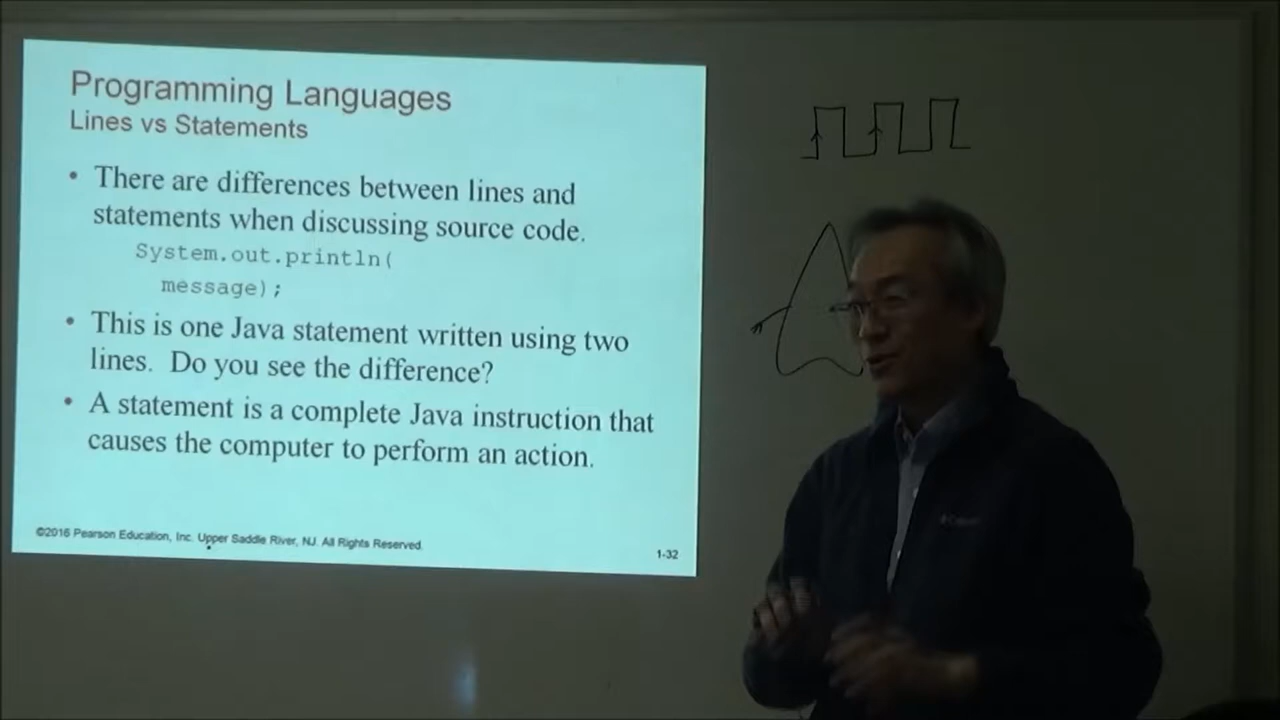 Programming Languages
Lines vs Statements
• There are differences between lines and
statements when discussing source code.
System.out.println(
message);
• This is one Java statement written using two
lines. Do you see the difference?
• A statement is a complete Java instruction that
causes the computer to perform an action.
©2016 Pearson Education, Inc. Upper Saddle River, NJ. All Rights Reserved.
1-32